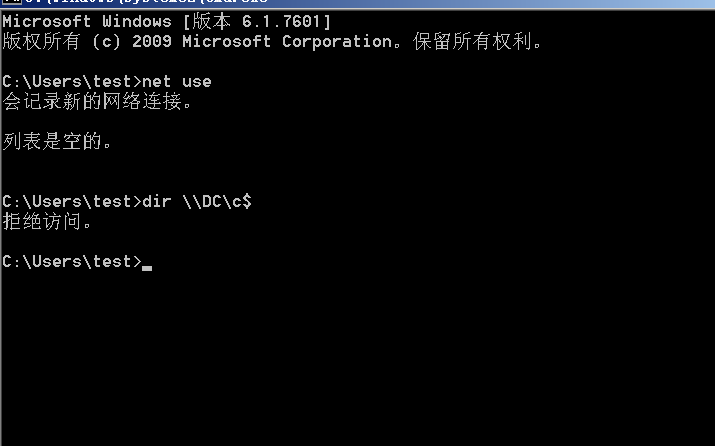 Microsoft Windows [版本 6.1.7601]
版权所有 (c) 2009 Microsoft Corporation。保留所有权利。
C:\Users\test>net use
会记录新的网络连接。
列表是空的。
C:\Users\test>dir \\DC\c$
拒绝访问。
C:\Users\test>